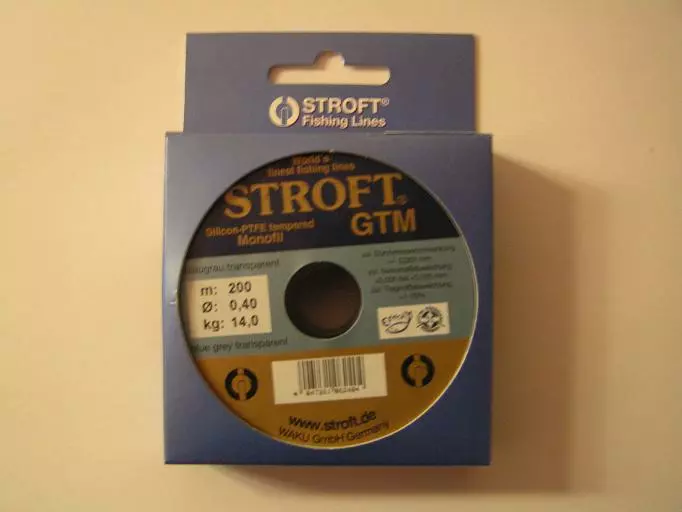 STROFT®
Fishing Lines
World's
finest fishing lines
STROFT®
GTM
Silicon-PTFE tempered
Monofil
blaugrau transparent
m: 200
Ø: 0,40
kg: 14,0
blue grey transparent
www.stroft.de
WAKU GmbH Germany